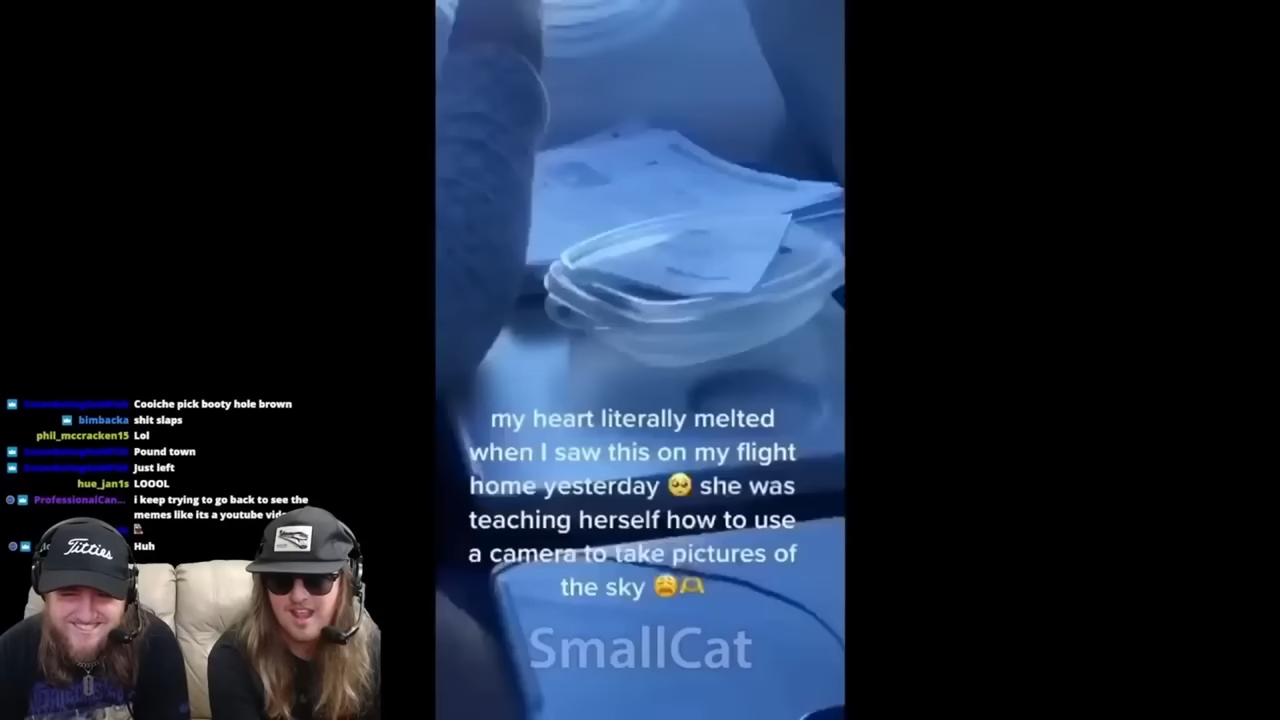 Cooiche pick booty hole brown
bimbacka shit slaps
phil_mccracken15 Lol
Pound town
Just left
hue_jan1s LOOOL
ProfessionalCan... i keep trying to go back to see the
memes like its a youtube vid
Huh
Titties
my heart literally melted
when I saw this on my flight
home yesterday 🥺 she was
teaching herself how to use
a camera to take pictures of
the sky 😩🫶
SmallCat